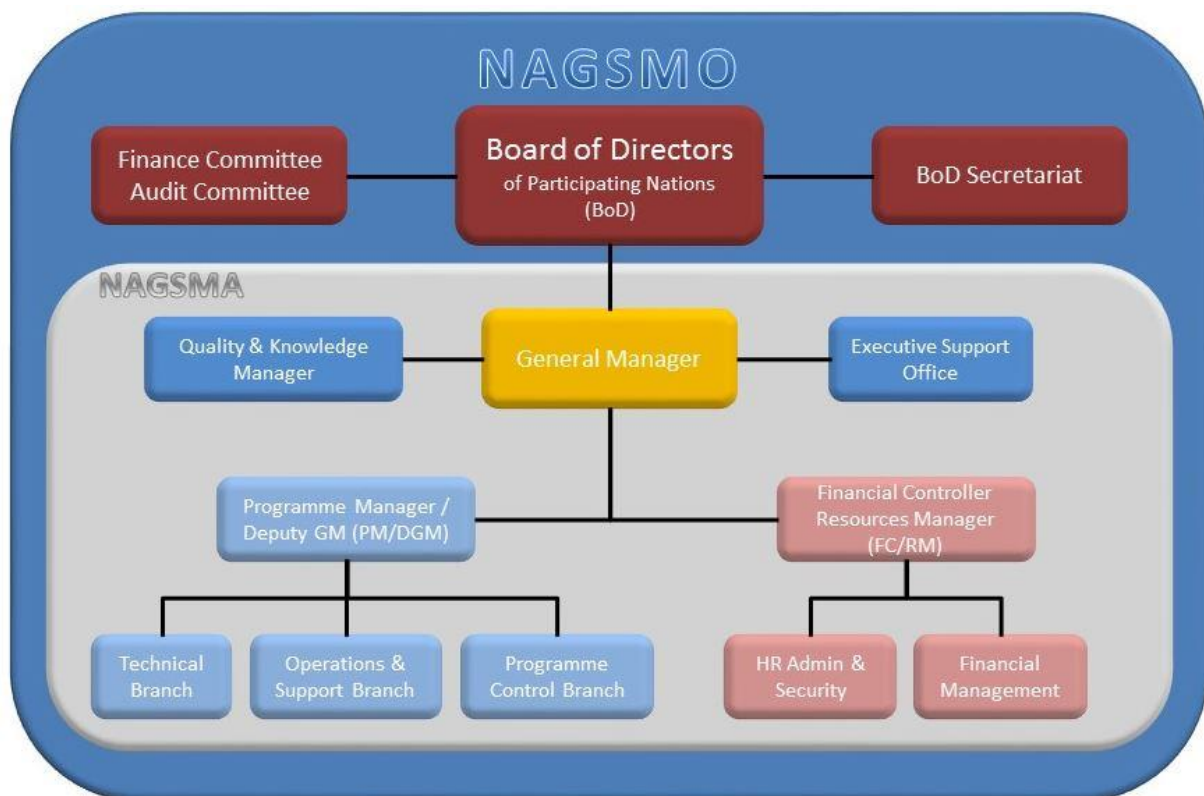 NAGSMO
Finance Committee
Audit Committee
Board of Directors
of Participating Nations
(BoD)
BoD Secretariat
NAGSMA
Quality & Knowledge
Manager
General Manager
Executive Support
Office
Programme Manager /
Deputy GM (PM/DGM)
Financial Controller
Resources Manager
(FC/RM)
Technical
Branch
Operations &
Support Branch
Programme
Control Branch
HR Admin &
Security
Financial
Management